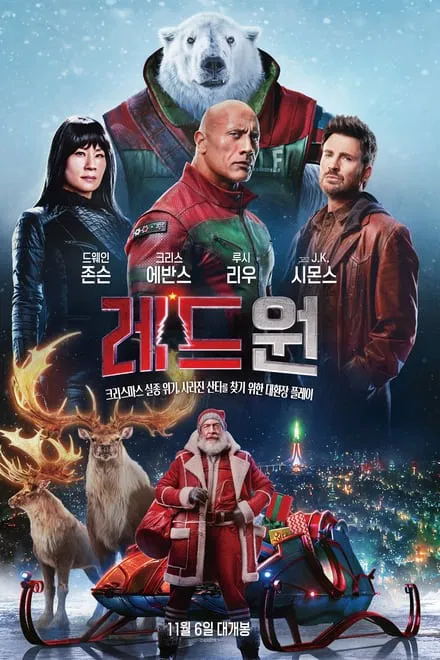 드웨인 크리스 루시 J.K.
존슨 에반스 리우 시몬스
레드 원
크리스마스 실종 위기, 사라진 산타를 찾기 위한 대환장 플레이
11월 6일 대개봉